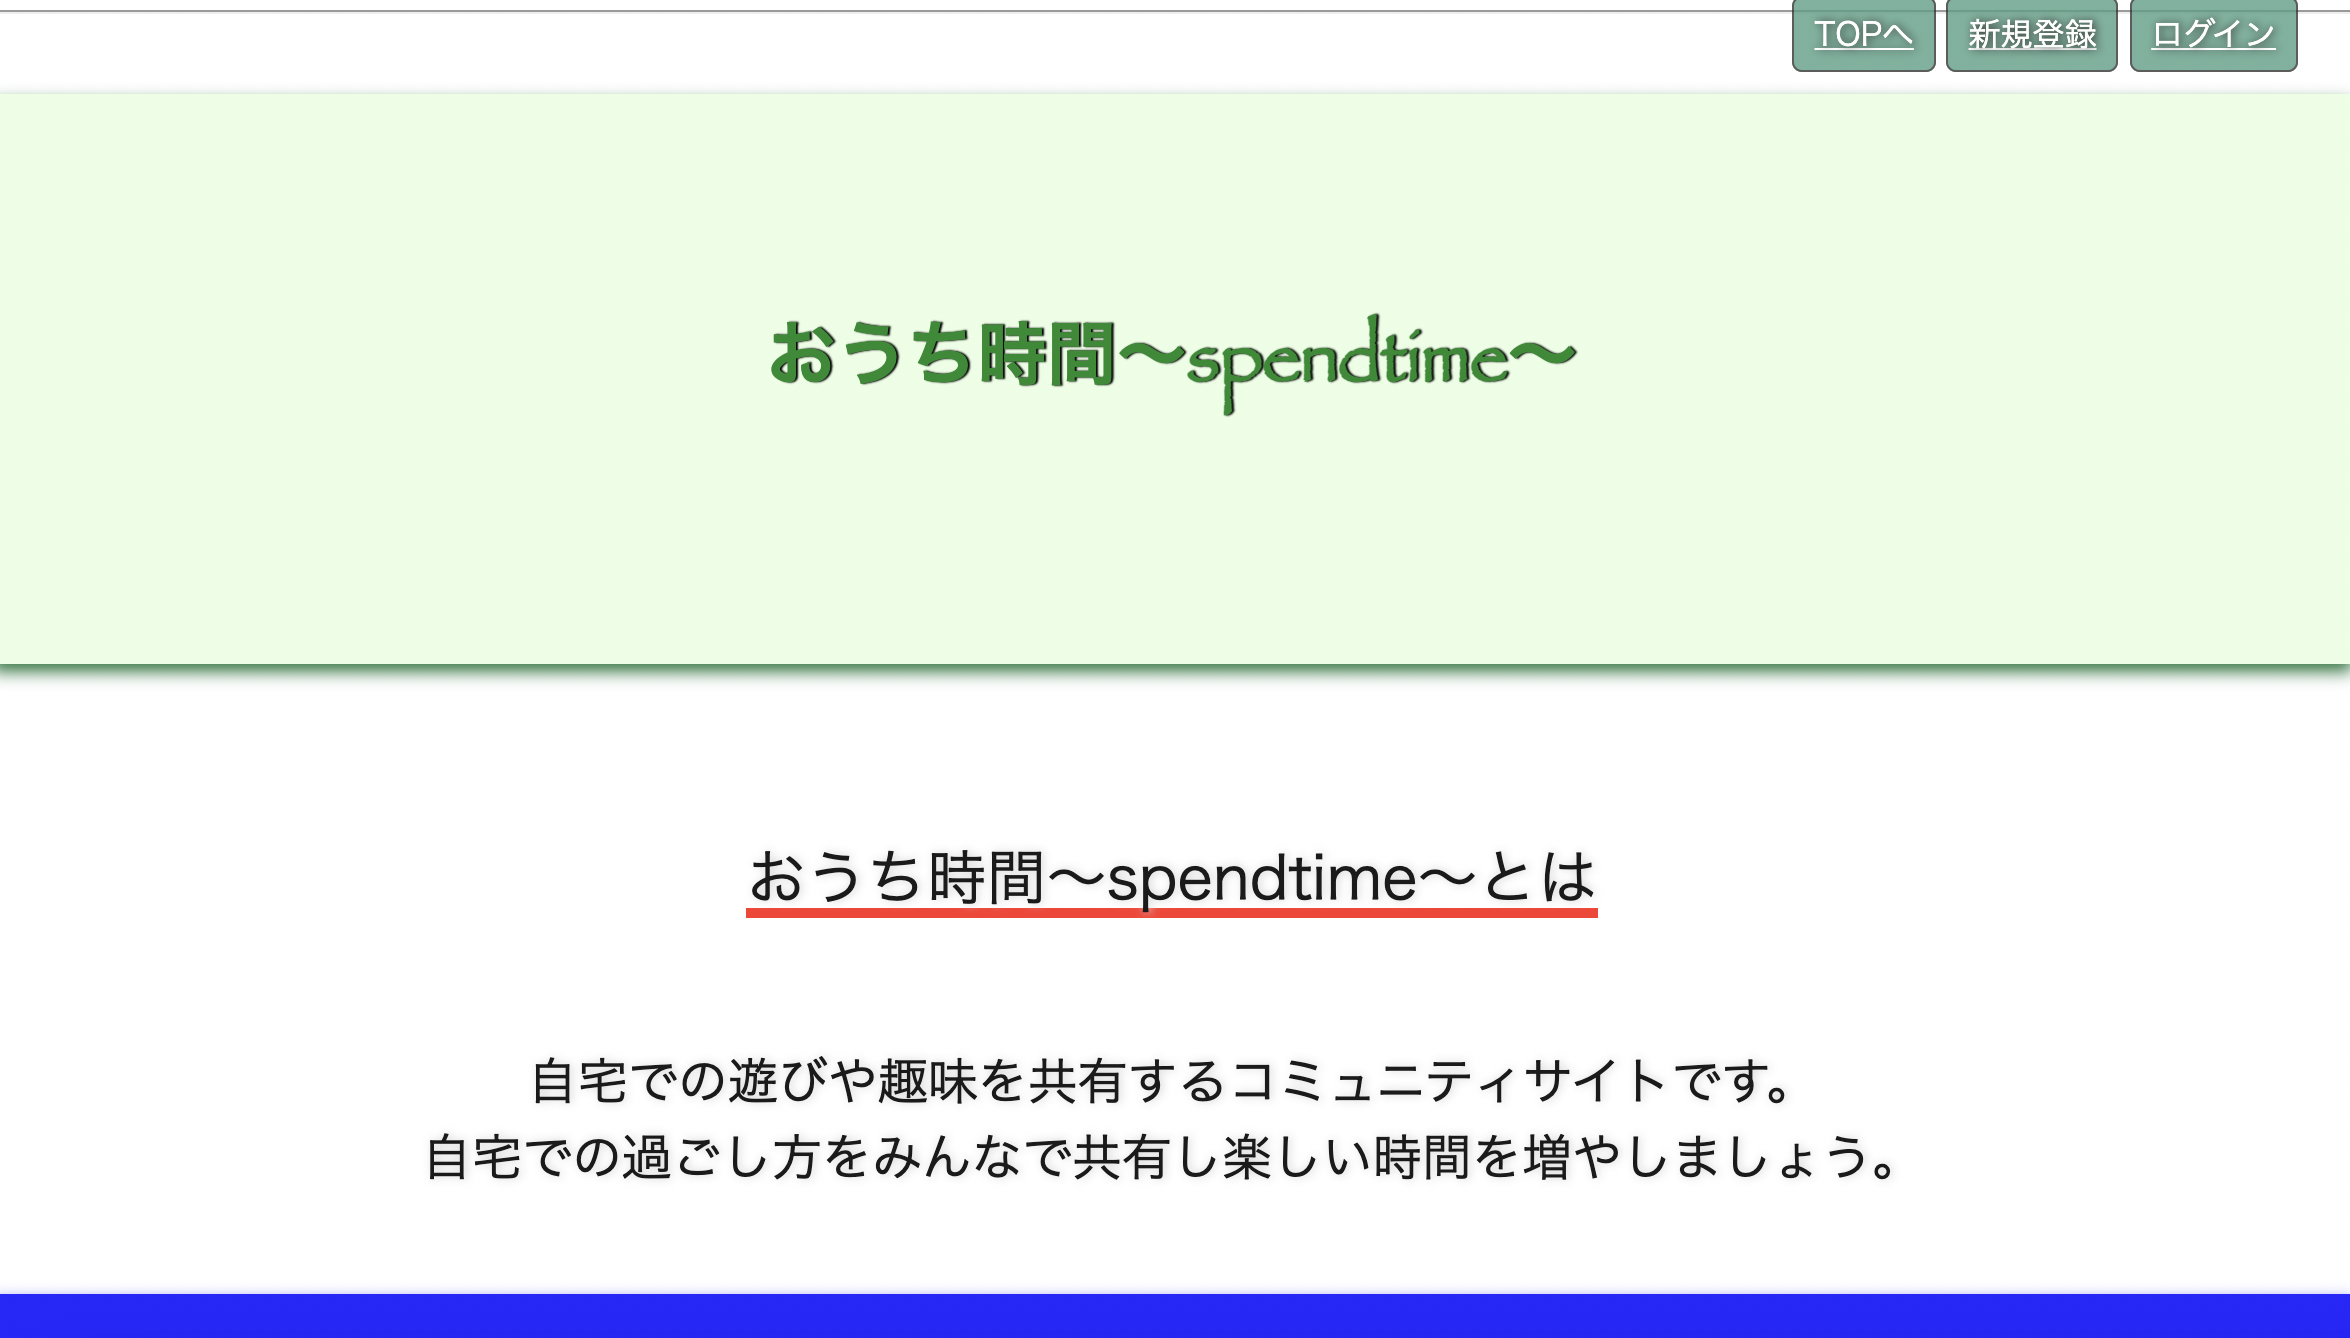 TOPへ 新規登録 ログイン
おうち時間〜spendtime〜
おうち時間〜spendtime〜とは
自宅での遊びや趣味を共有するコミュニティサイトです。
自宅での過ごし方をみんなで共有し楽しい時間を増やしましょう。